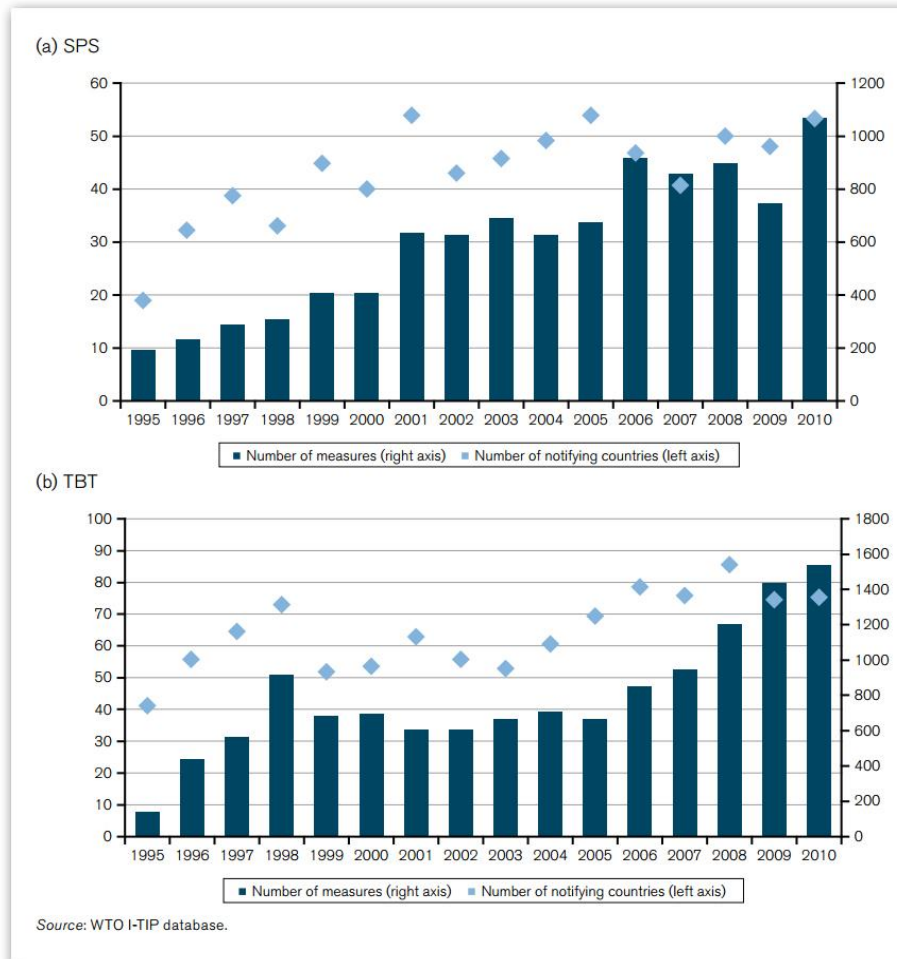 (a) SPS
60 1200
50 1000
40 800
30 600
20 400
10 200
0 0
1995 1996 1997 1998 1999 2000 2001 2002 2003 2004 2005 2006 2007 2008 2009 2010
Number of measures (right axis) Number of notifying countries (left axis)
(b) TBT
100 1800
90 1600
80 1400
70 1200
60 1000
50 800
40 600
30 400
20 200
10 0
0
1995 1996 1997 1998 1999 2000 2001 2002 2003 2004 2005 2006 2007 2008 2009 2010
Number of measures (right axis) Number of notifying countries (left axis)
Source: WTO I-TIP database.